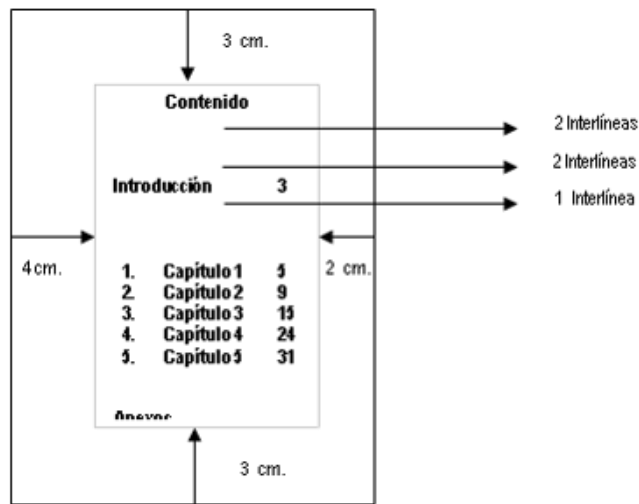 3 cm.
Contenido
2 Interlíneas
2 Interlíneas
Introducción 3
1 Interlínea
4 cm.
2 cm.
1. Capítulo 1 5
2. Capítulo 2 9
3. Capítulo 3 15
4. Capítulo 4 24
5. Capítulo 5 31
Anexos
3 cm.